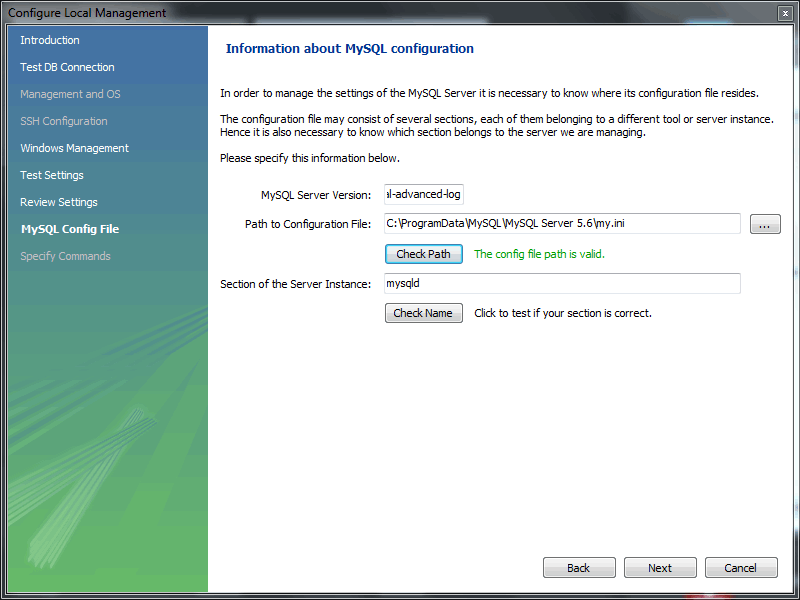 Configure Local Management
x
Introduction
Test DB Connection
Management and OS
SSH Configuration
Windows Management
Test Settings
Review Settings
MySQL Config File
Specify Commands
Information about MySQL configuration
In order to manage the settings of the MySQL Server it is necessary to know where its configuration file resides.
The configuration file may consist of several sections, each of them belonging to a different tool or server instance.
Hence it is also necessary to know which section belongs to the server we are managing.
Please specify this information below.
MySQL Server Version: al-advanced-log
Path to Configuration File: C:\ProgramData\MySQL\MySQL Server 5.6\my.ini ...
Check Path The config file path is valid.
Section of the Server Instance: mysqld
Check Name Click to test if your section is correct.
Back Next Cancel